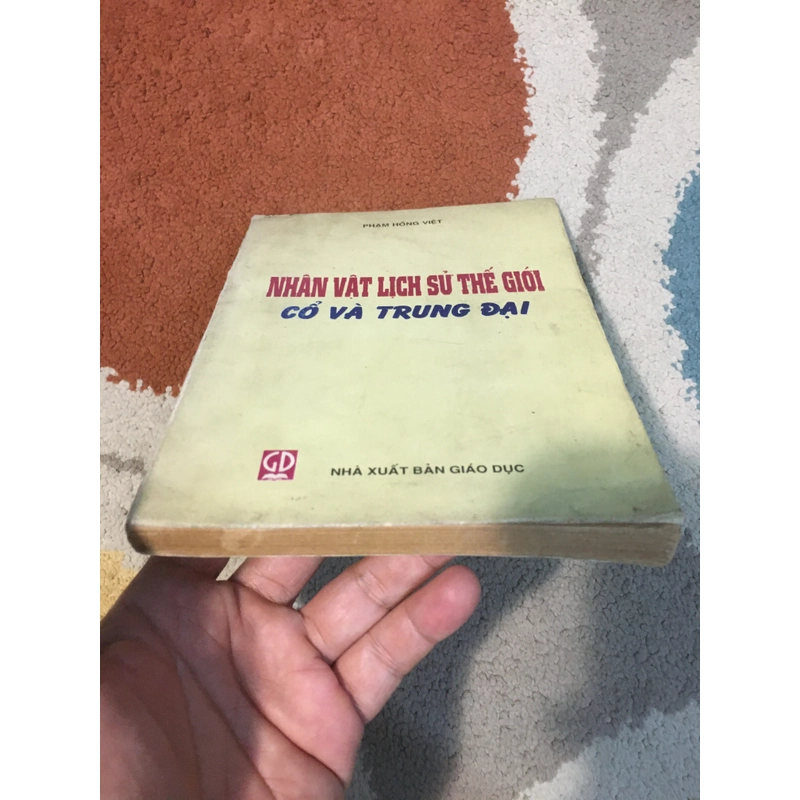 PHẠM HỒNG VIỆT
NHÂN VẬT LỊCH SỬ THẾ GIỚI
CỔ VÀ TRUNG ĐẠI
GD
NHÀ XUẤT BẢN GIÁO DỤC